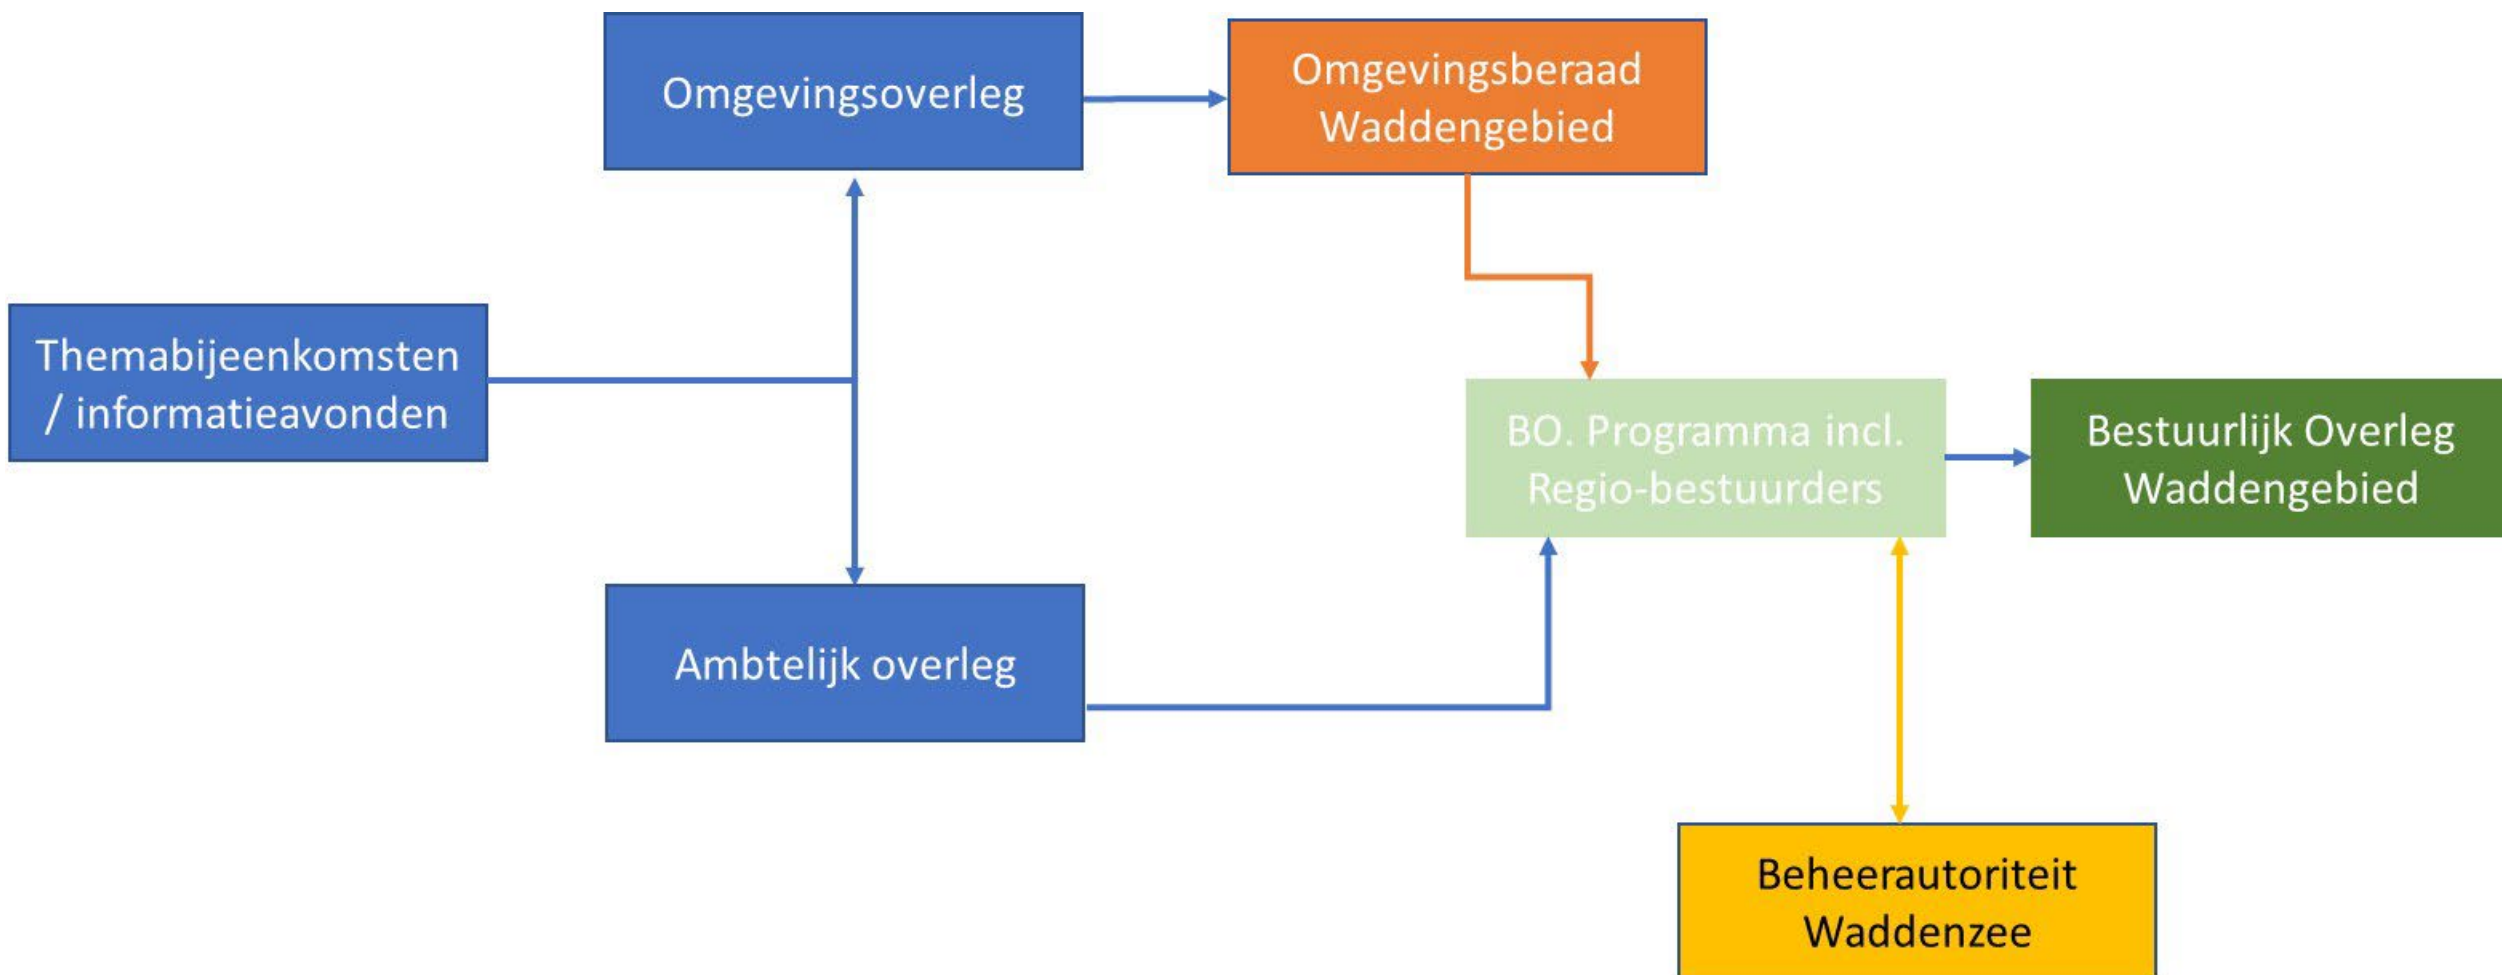 Omgevingsoverleg
Omgevingsberaad
Waddengebied
Themabijeenkomsten
/ informatieavonden
BO. Programma incl.
Regio-bestuurders
Bestuurlijk Overleg
Waddengebied
Ambtelijk overleg
Beheerautoriteit
Waddenzee